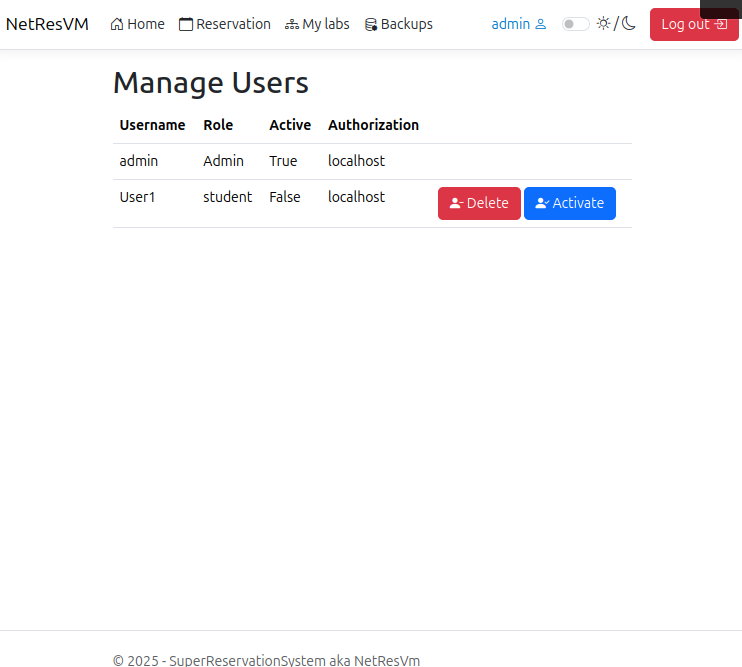 NetResVM Home Reservation My labs Backups admin / Log out
Manage Users
Username Role Active Authorization
admin Admin True localhost
User1 student False localhost Delete Activate
© 2025 - SuperReservationSystem aka NetResVm